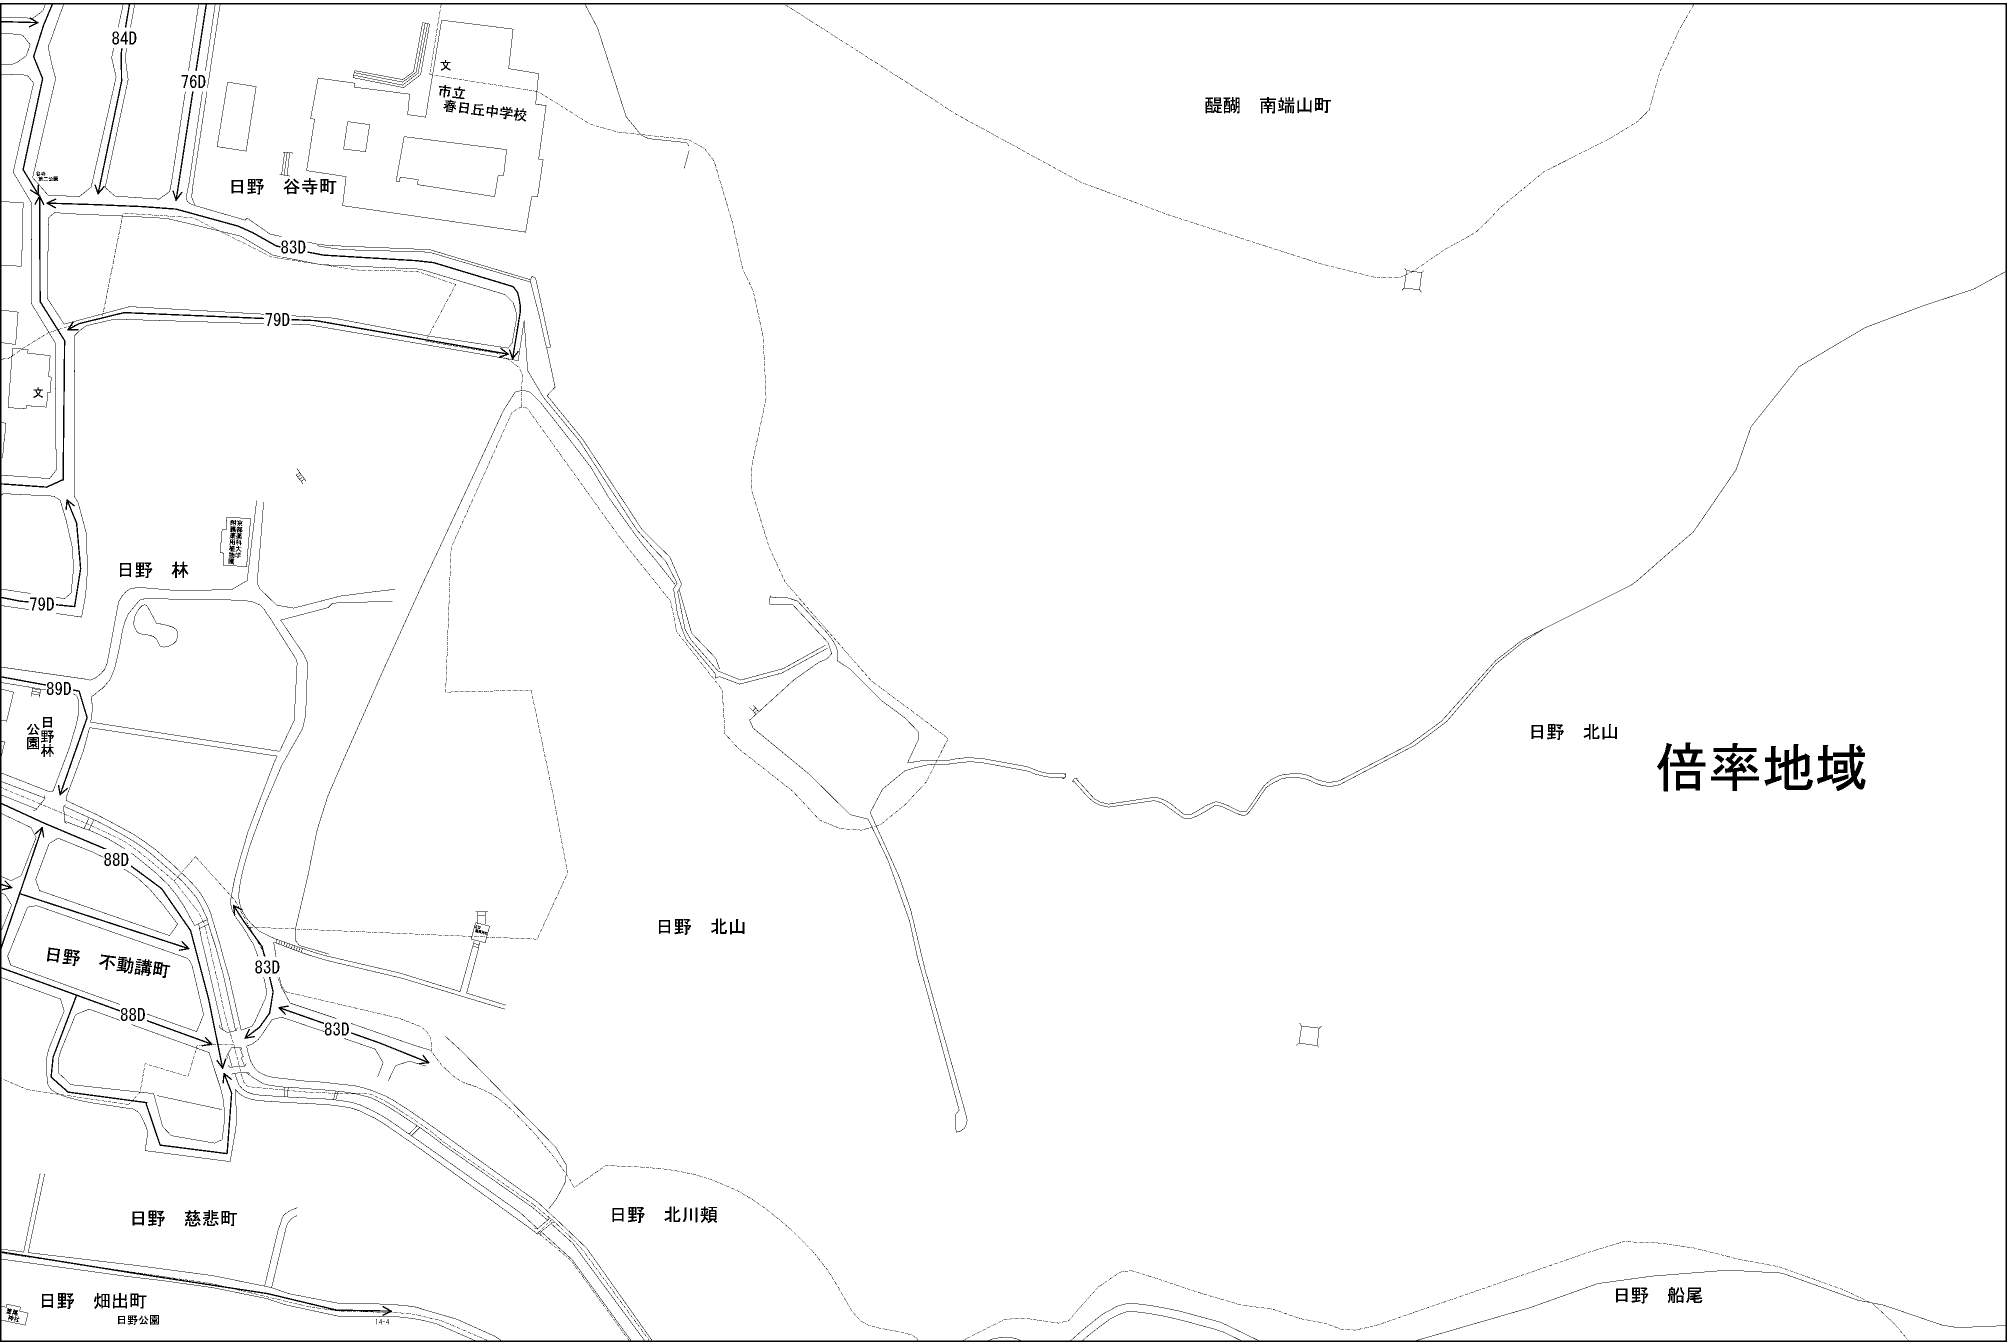 84D
76D
文
市立
春日丘中学校
醍醐　南端山町
日野　谷寺町
83D
79D
文
日野　林
79D
89D
日野林
公園
日野　北山
倍率地域
88D
日野　北山
日野　不動講町
83D
88D
83D
日野　慈悲町
日野　北川頬
日野　畑出町
日野公園
14-4
日野　船尾